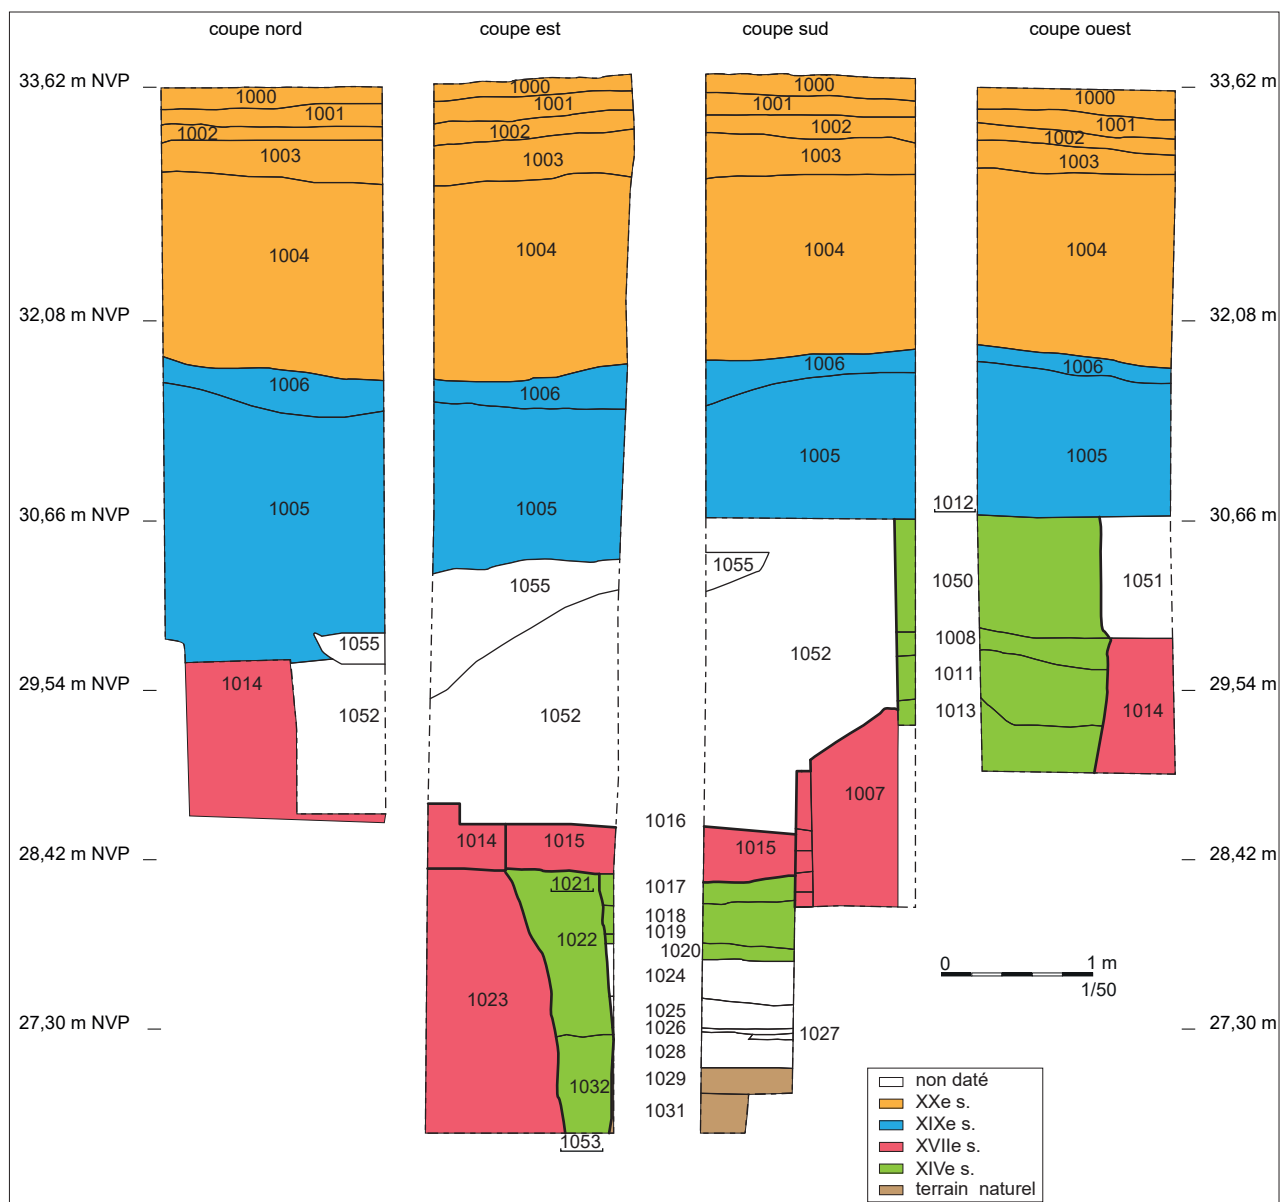 coupe nord
coupe est
coupe sud
coupe ouest
33,62 m NVP
32,08 m NVP
30,66 m NVP
29,54 m NVP
28,42 m NVP
27,30 m NVP
1000
1001
1002
1003
1004
1006
1005
1055
1014
1052
1000
1001
1002
1003
1004
1006
1005
1055
1052
1014
1015
1021
1022
1023
1032
1053
1000
1001
1002
1003
1004
1006
1005
1055
1052
1007
1015
1016
1017
1018
1019
1020
1024
1025
1026
1027
1028
1029
1031
1000
1001
1002
1003
1004
1006
1005
1012
1050
1051
1008
1011
1013
1014
33,62 m
32,08 m
30,66 m
29,54 m
28,42 m
27,30 m
0 1 m
1/50
non daté
XXe s.
XIXe s.
XVIIe s.
XIVe s.
terrain naturel